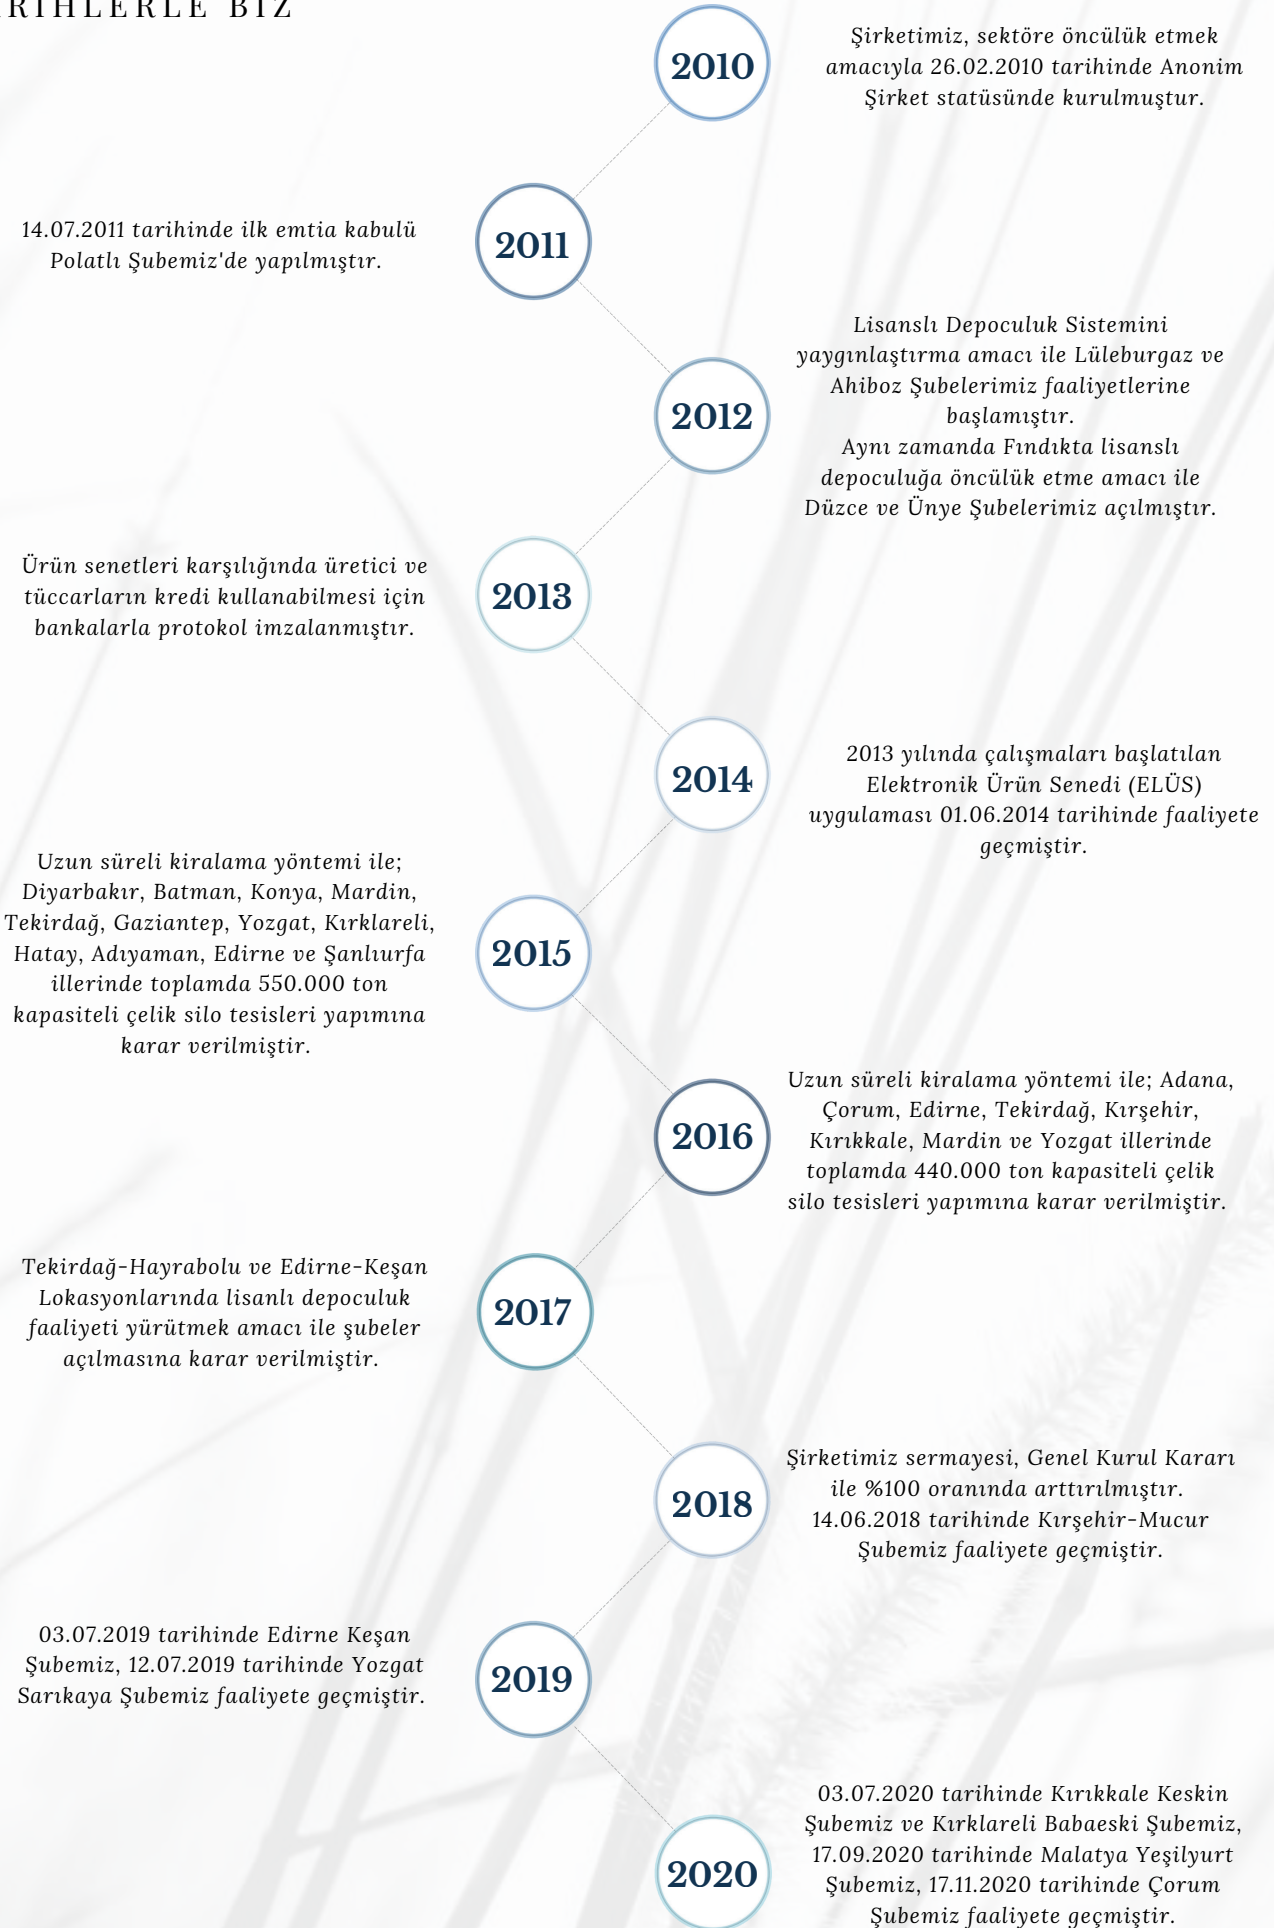 RİHLERLE BİZ
2010
Şirketimiz, sektöre öncülük etmek
amacıyla 26.02.2010 tarihinde Anonim
Şirket statüsünde kurulmuştur.
2011
14.07.2011 tarihinde ilk emtia kabulü
Polatlı Şubemiz'de yapılmıştır.
2012
Lisanslı Depoculuk Sistemini
yaygınlaştırma amacı ile Lüleburgaz ve
Ahiboz Şubelerimiz faaliyetlerine
başlamıştır.
Aynı zamanda Fındıkta lisanslı
depoculuğa öncülük etme amacı ile
Düzce ve Ünye Şubelerimiz açılmıştır.
2013
Ürün senetleri karşılığında üretici ve
tüccarların kredi kullanabilmesi için
bankalarla protokol imzalanmıştır.
2014
2013 yılında çalışmaları başlatılan
Elektronik Ürün Senedi (ELÜS)
uygulaması 01.06.2014 tarihinde faaliyete
geçmiştir.
2015
Uzun süreli kiralama yöntemi ile;
Diyarbakır, Batman, Konya, Mardin,
Tekirdağ, Gaziantep, Yozgat, Kırklareli,
Hatay, Adıyaman, Edirne ve Şanlıurfa
illerinde toplamda 550.000 ton
kapasiteli çelik silo tesisleri yapımına
karar verilmiştir.
2016
Uzun süreli kiralama yöntemi ile; Adana,
Çorum, Edirne, Tekirdağ, Kırşehir,
Kırıkkale, Mardin ve Yozgat illerinde
toplamda 440.000 ton kapasiteli çelik
silo tesisleri yapımına karar verilmiştir.
2017
Tekirdağ-Hayrabolu ve Edirne-Keşan
Lokasyonlarında lisanlı depoculuk
faaliyeti yürütmek amacı ile şubeler
açılmasına karar verilmiştir.
2018
Şirketimiz sermayesi, Genel Kurul Kararı
ile %100 oranında arttırılmıştır.
14.06.2018 tarihinde Kırşehir-Mucur
Şubemiz faaliyete geçmiştir.
2019
03.07.2019 tarihinde Edirne Keşan
Şubemiz, 12.07.2019 tarihinde Yozgat
Sarıkaya Şubemiz faaliyete geçmiştir.
2020
03.07.2020 tarihinde Kırıkkale Keskin
Şubemiz ve Kırklareli Babaeski Şubemiz,
17.09.2020 tarihinde Malatya Yeşilyurt
Şubemiz, 17.11.2020 tarihinde Çorum
Şubemiz faaliyete geçmiştir.